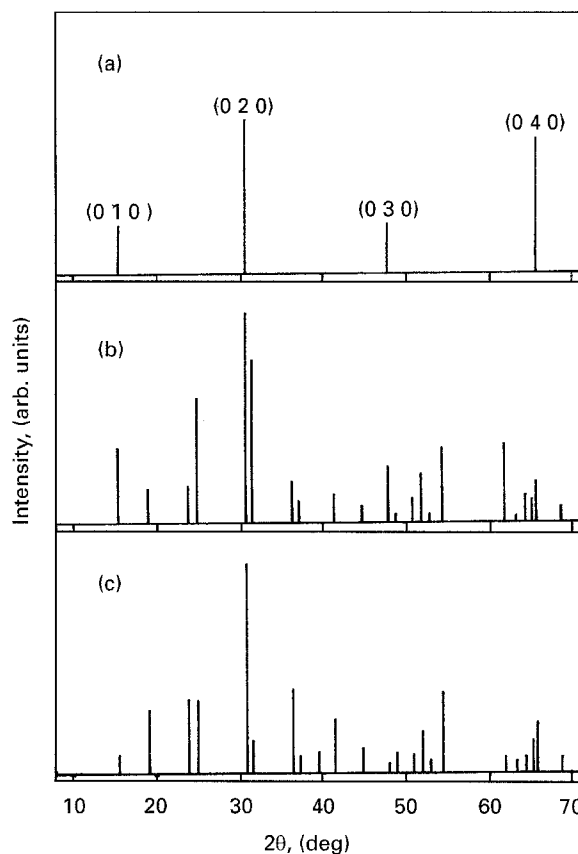 (a)
(0 2 0)
(0 4 0)
(0 1 0 )
(0 3 0)
(b)
(c)
Intensity, (arb. units)
10 20 30 40 50 60 70
2θ, (deg)